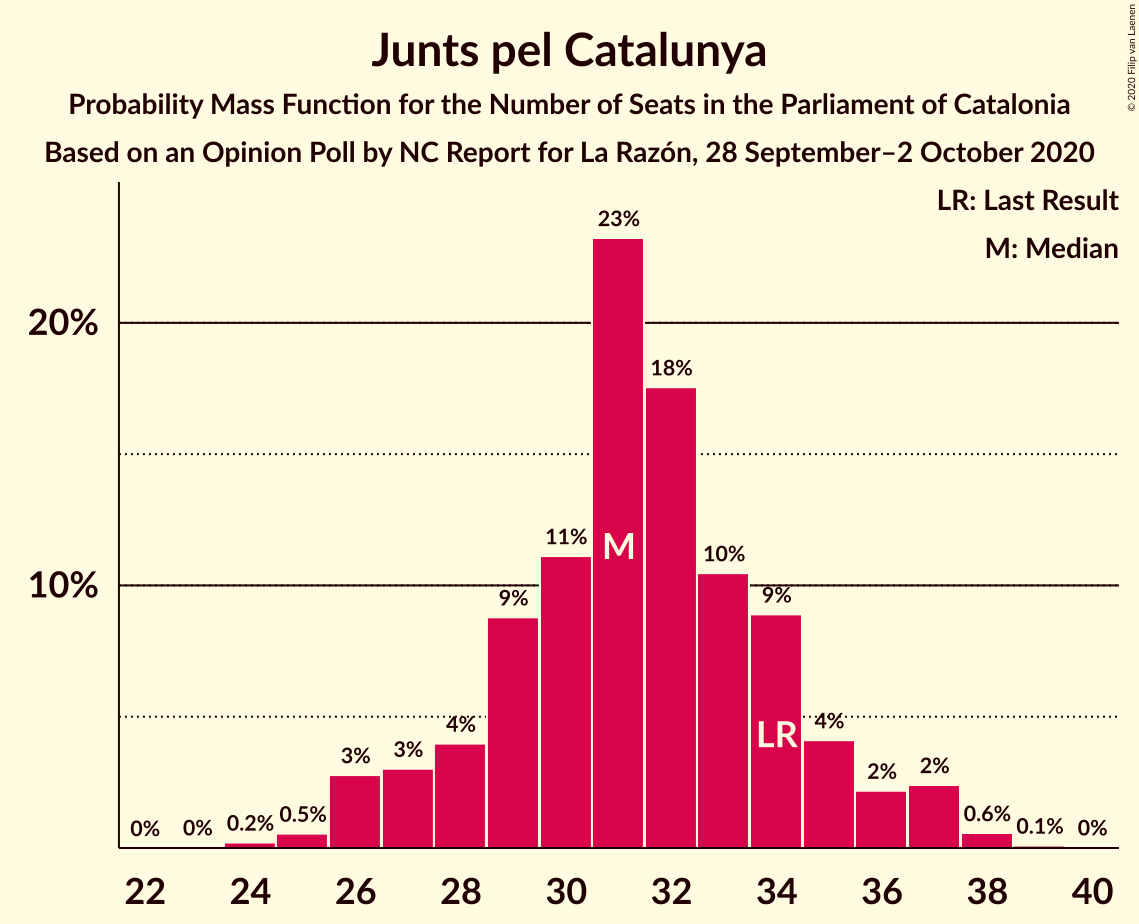 Junts pel Catalunya
Probability Mass Function for the Number of Seats in the Parliament of Catalonia
Based on an Opinion Poll by NC Report for La Razón, 28 September–2 October 2020
© 2020 Filip van Laenen
LR: Last Result
M: Median
20%
10%
0%
0%
0.2%
0.5%
3%
3%
4%
9%
11%
23%
18%
10%
9%
4%
2%
2%
0.6%
0.1%
0%
M
LR
22 24 26 28 30 32 34 36 38 40